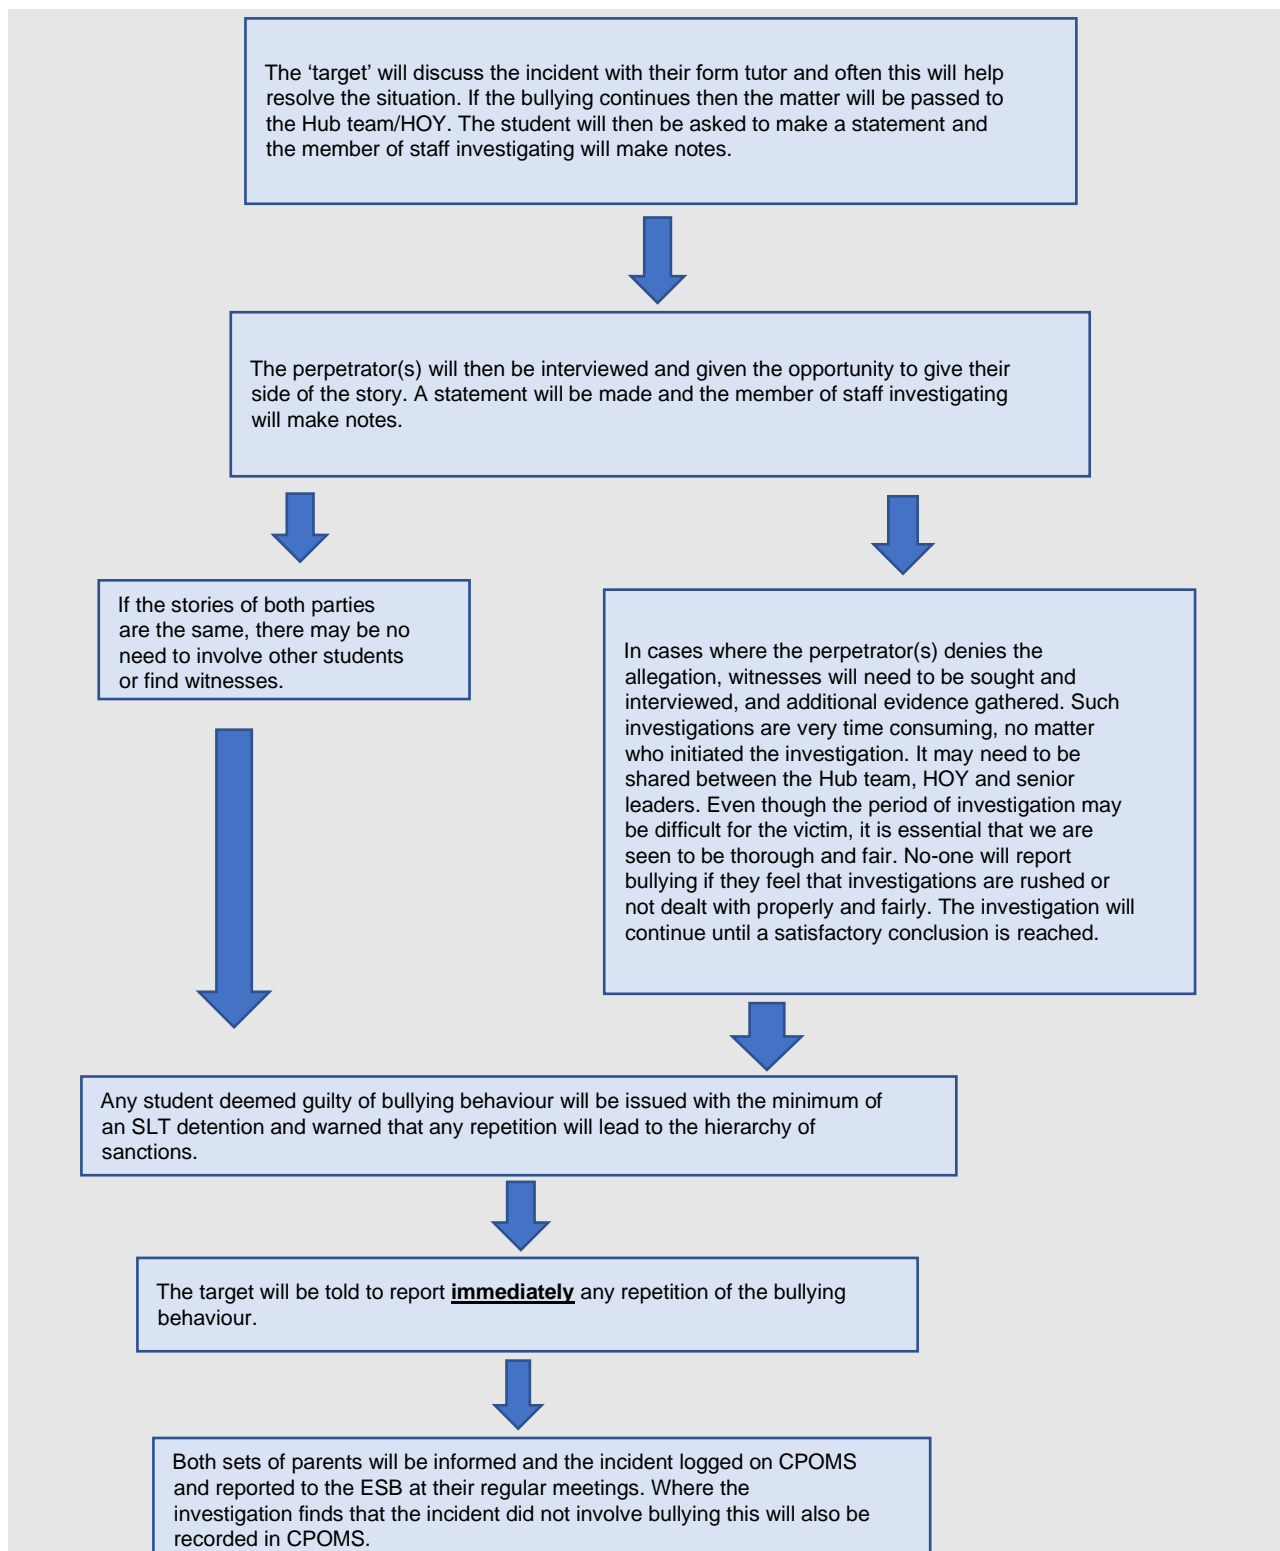 The ‘target’ will discuss the incident with their form tutor and often this will help
resolve the situation. If the bullying continues then the matter will be passed to
the Hub team/HOY. The student will then be asked to make a statement and
the member of staff investigating will make notes.
The perpetrator(s) will then be interviewed and given the opportunity to give their
side of the story. A statement will be made and the member of staff investigating
will make notes.
If the stories of both parties
are the same, there may be no
need to involve other students
or find witnesses.
In cases where the perpetrator(s) denies the
allegation, witnesses will need to be sought and
interviewed, and additional evidence gathered. Such
investigations are very time consuming, no matter
who initiated the investigation. It may need to be
shared between the Hub team, HOY and senior
leaders. Even though the period of investigation may
be difficult for the victim, it is essential that we are
seen to be thorough and fair. No-one will report
bullying if they feel that investigations are rushed or
not dealt with properly and fairly. The investigation will
continue until a satisfactory conclusion is reached.
Any student deemed guilty of bullying behaviour will be issued with the minimum of
an SLT detention and warned that any repetition will lead to the hierarchy of
sanctions.
The target will be told to report immediately any repetition of the bullying
behaviour.
Both sets of parents will be informed and the incident logged on CPOMS
and reported to the ESB at their regular meetings. Where the
investigation finds that the incident did not involve bullying this will also be
recorded in CPOMS.